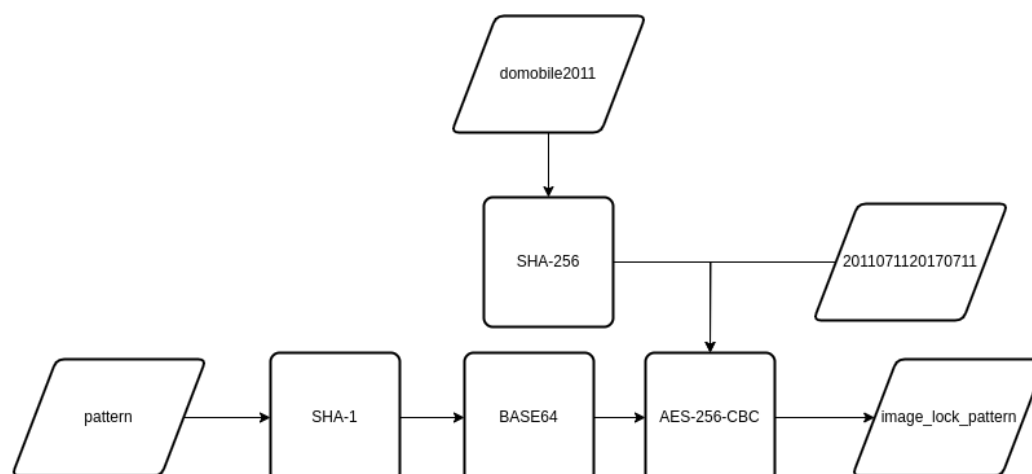 domobile2011
SHA-256
2011071120170711
pattern
SHA-1
BASE64
AES-256-CBC
image_lock_pattern